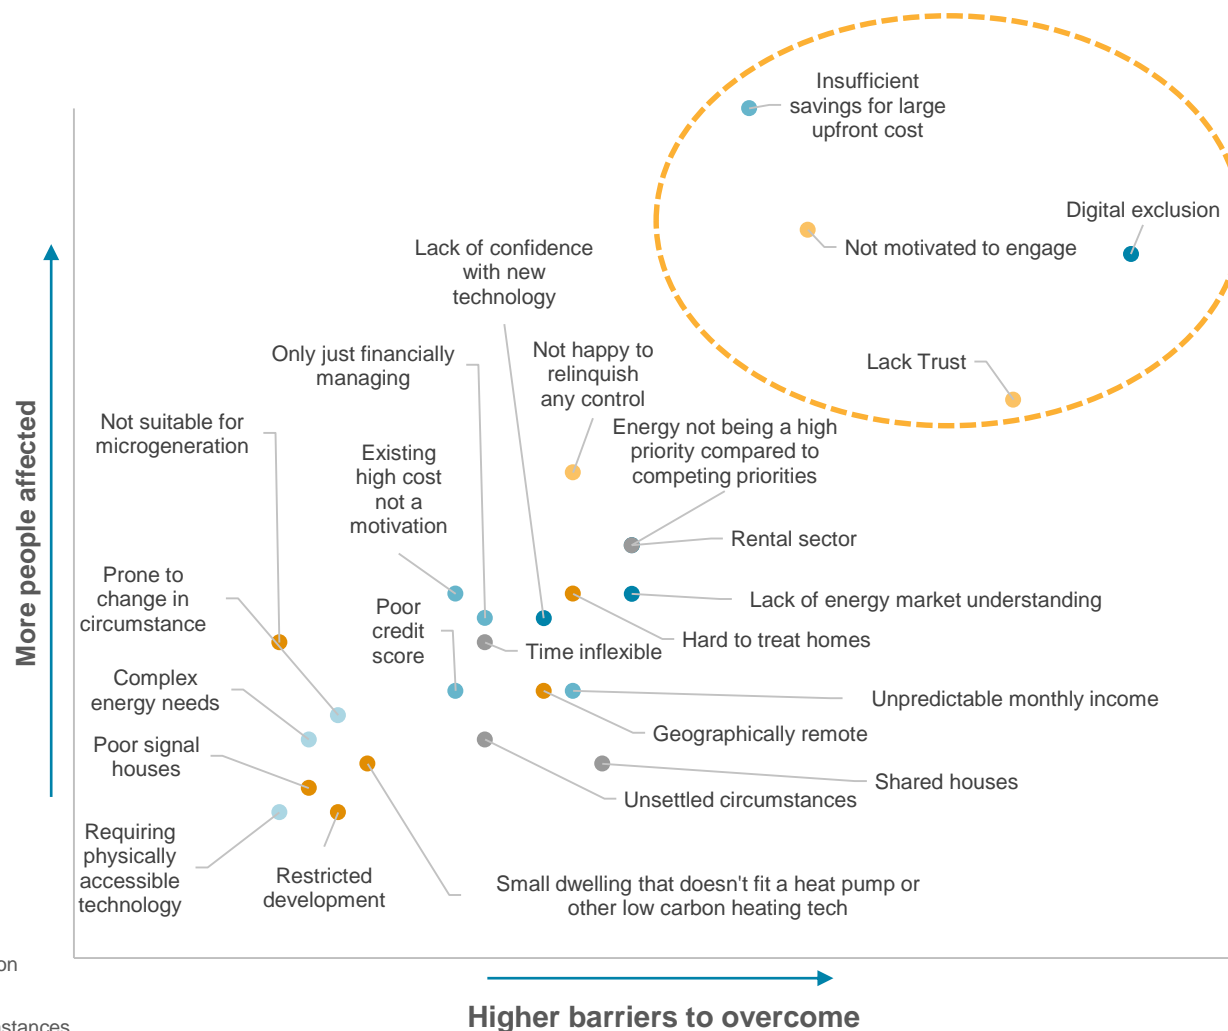 Insufficient
savings for large
upfront cost
Digital exclusion
Not motivated to engage
Lack of confidence
with new
technology
Only just financially
managing
Not happy to
relinquish
any control
Lack Trust
Not suitable for
microgeneration
Existing
high cost
not a
motivation
Energy not being a high
priority compared to
competing priorities
Rental sector
Prone to
change in
circumstance
Poor
credit
score
Lack of energy market understanding
Hard to treat homes
Time inflexible
Complex
energy needs
Unpredictable monthly income
Geographically remote
Poor signal
houses
Shared houses
Unsettled circumstances
Requiring
physically
accessible
technology
Restricted
development
Small dwelling that doesn't fit a heat pump or
other low carbon heating tech
More people affected
Higher barriers to overcome